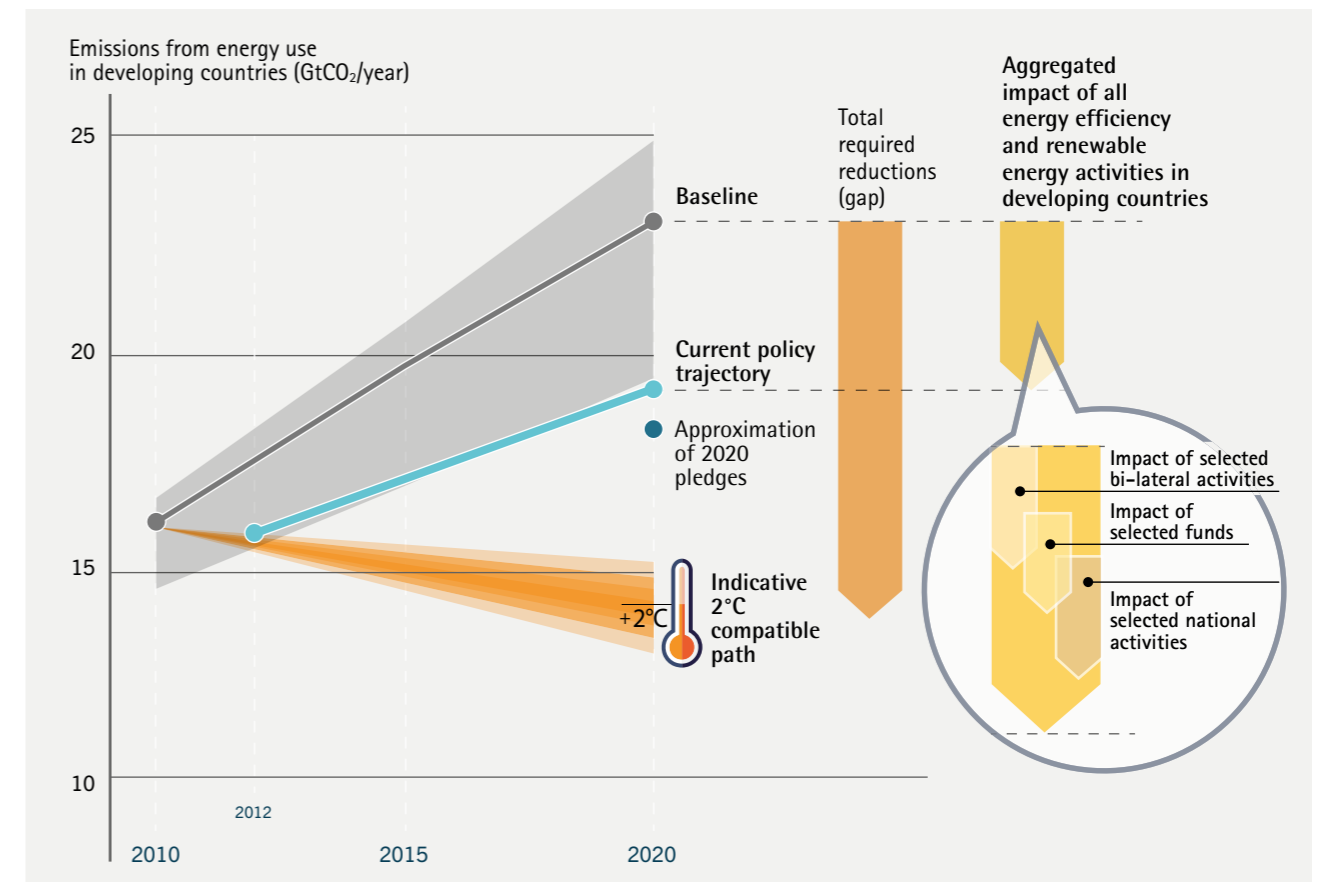 Emissions from energy use
in developing countries (GtCO₂/year)
25
20
15
10
2010
2012
2015
2020
Baseline
Current policy
trajectory
Approximation
of 2020
pledges
+2°C
Indicative
2°C
compatible
path
Total
required
reductions
(gap)
Aggregated
impact of all
energy efficiency
and renewable
energy activities in
developing countries
Impact of selected
bi-lateral activities
Impact of
selected funds
Impact of
selected national
activities